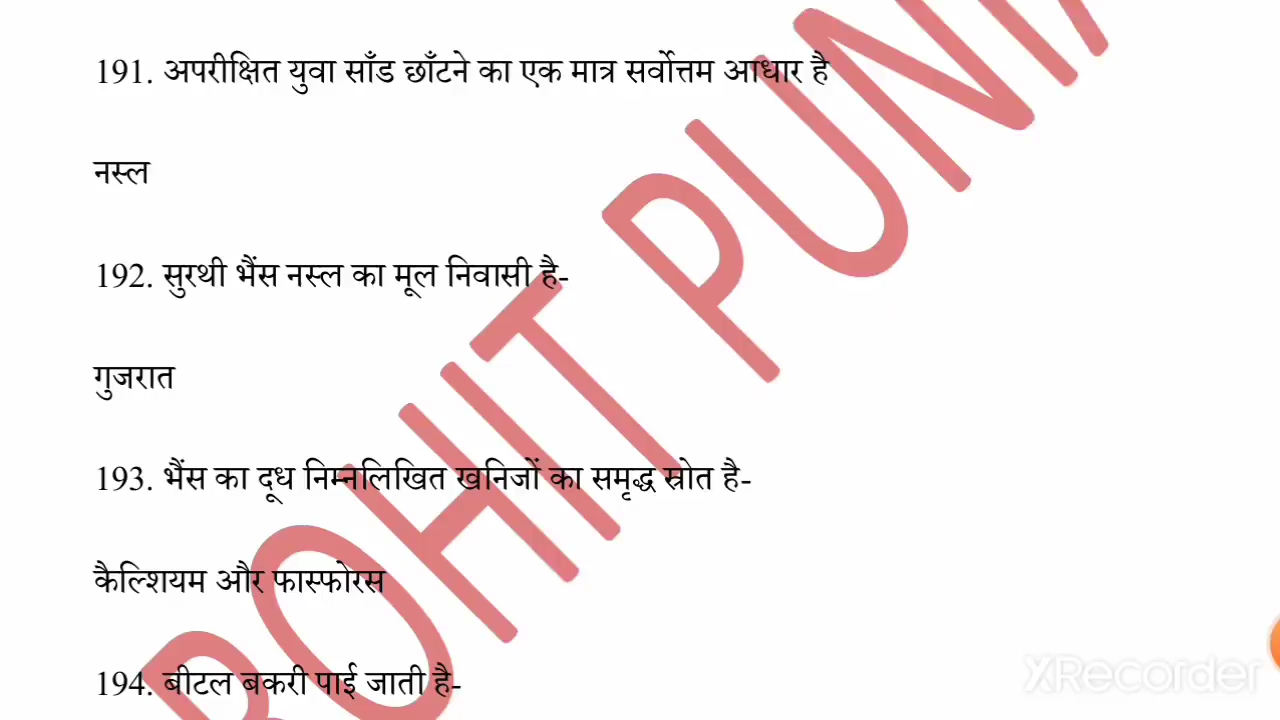 191. अपरीक्षित युवा साँड छाँटने का एक मात्र सर्वोत्तम आधार है
नस्ल
192. सुरथी भैंस नस्ल का मूल निवासी है-
गुजरात
193. भैंस का दूध निम्नलिखित खनिजों का समृद्ध स्रोत है-
कैल्शियम और फास्फोरस
194. बीटल बकरी पाई जाती है-
ROHIT PUNIA
XRecorder